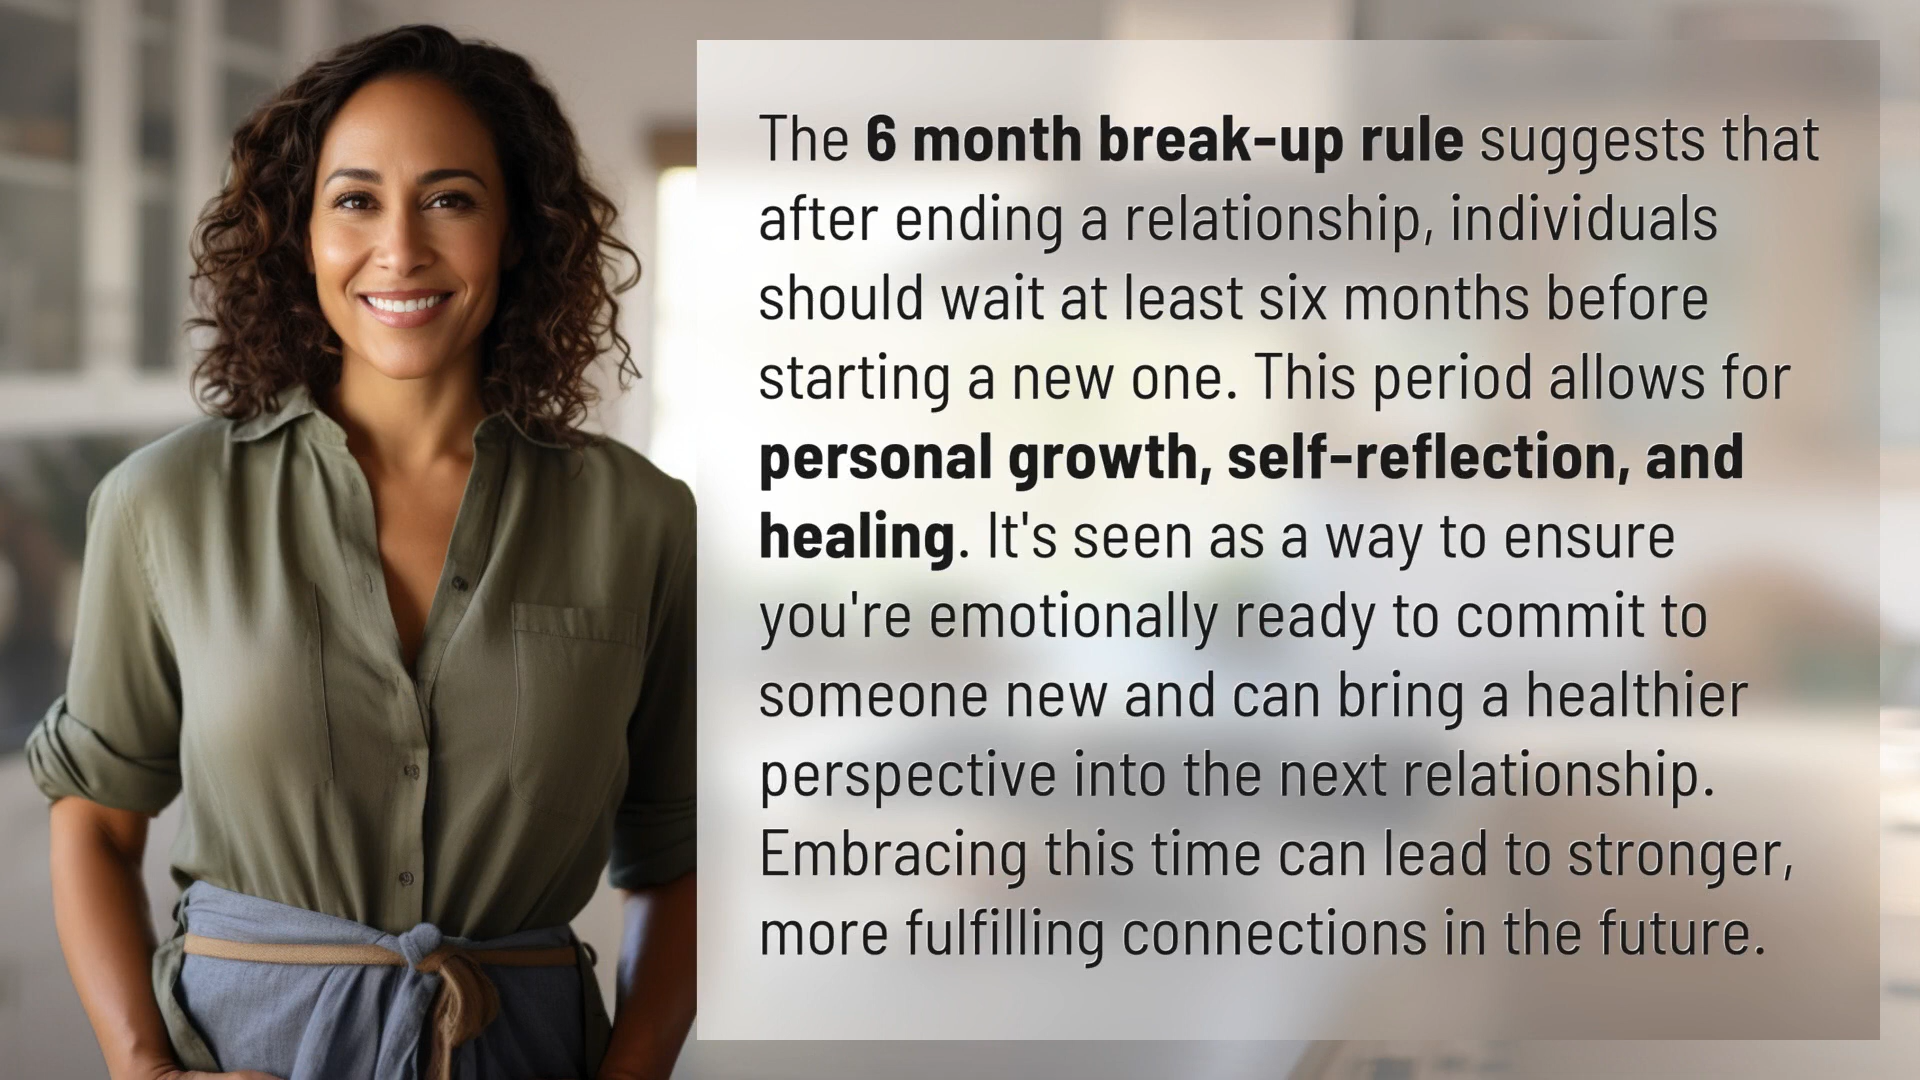 The 6 month break-up rule suggests that
after ending a relationship, individuals
should wait at least six months before
starting a new one. This period allows for
personal growth, self-reflection, and
healing. It's seen as a way to ensure
you're emotionally ready to commit to
someone new and can bring a healthier
perspective into the next relationship.
Embracing this time can lead to stronger,
more fulfilling connections in the future.